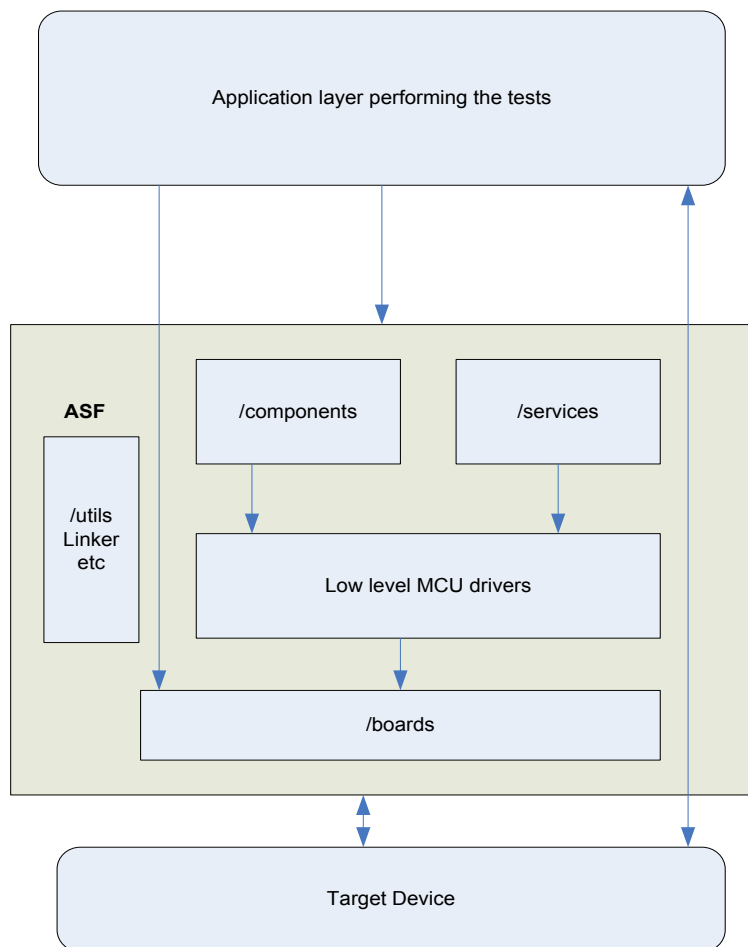 Application layer performing the tests
ASF
/components
/services
/utils
Linker
etc
Low level MCU drivers
/boards
Target Device